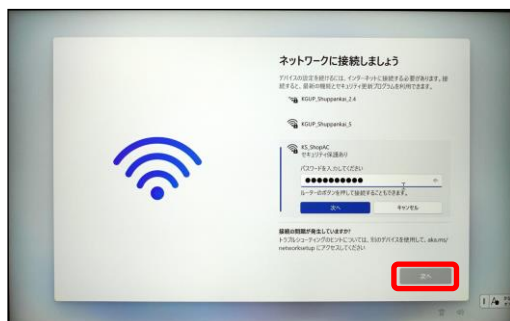 ネットワークに接続しましょう
デバイスの設定を続けるには、インターネットに接続する必要があります。接
続すると、最新の機能とセキュリティ更新プログラムを利用できます。
KGUP_Shuppankai_2.4
KGUP_Shuppankai_5
KS_ShopAC
セキュリティ保護あり
パスワードを入力してください
ルーターのボタンを押して接続することもできます。
次へ
キャンセル
接続の問題が発生していますか?
トラブルシューティングのヒントについては、別のデバイスを使用して、aka.ms/
networksetup にアクセスしてください
次へ